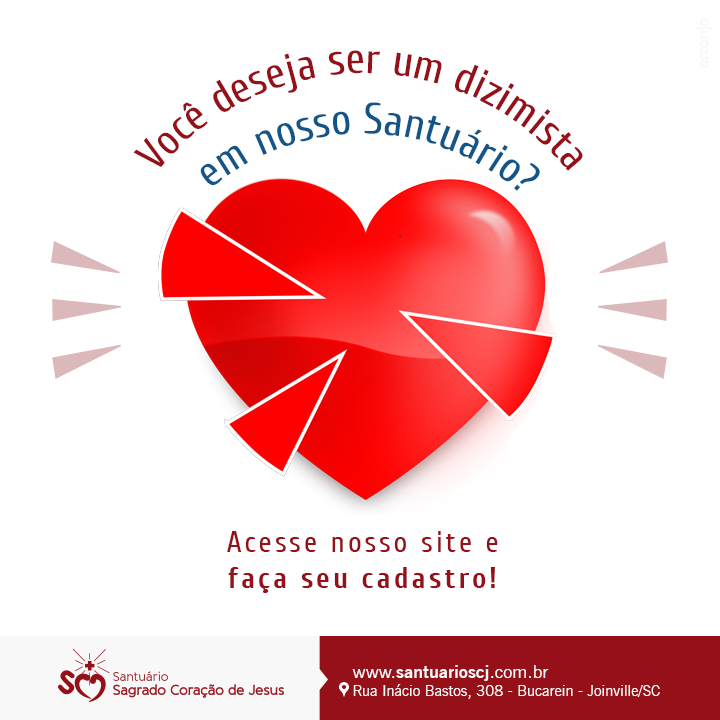 arcanjo
Você deseja ser um dizimista
em nosso Santuário?
Acesse nosso site e
faça seu cadastro!
Santuário
Sagrado Coração de Jesus
www.santuarioscj.com.br
Rua Inácio Bastos, 308 - Bucarein - Joinville/SC